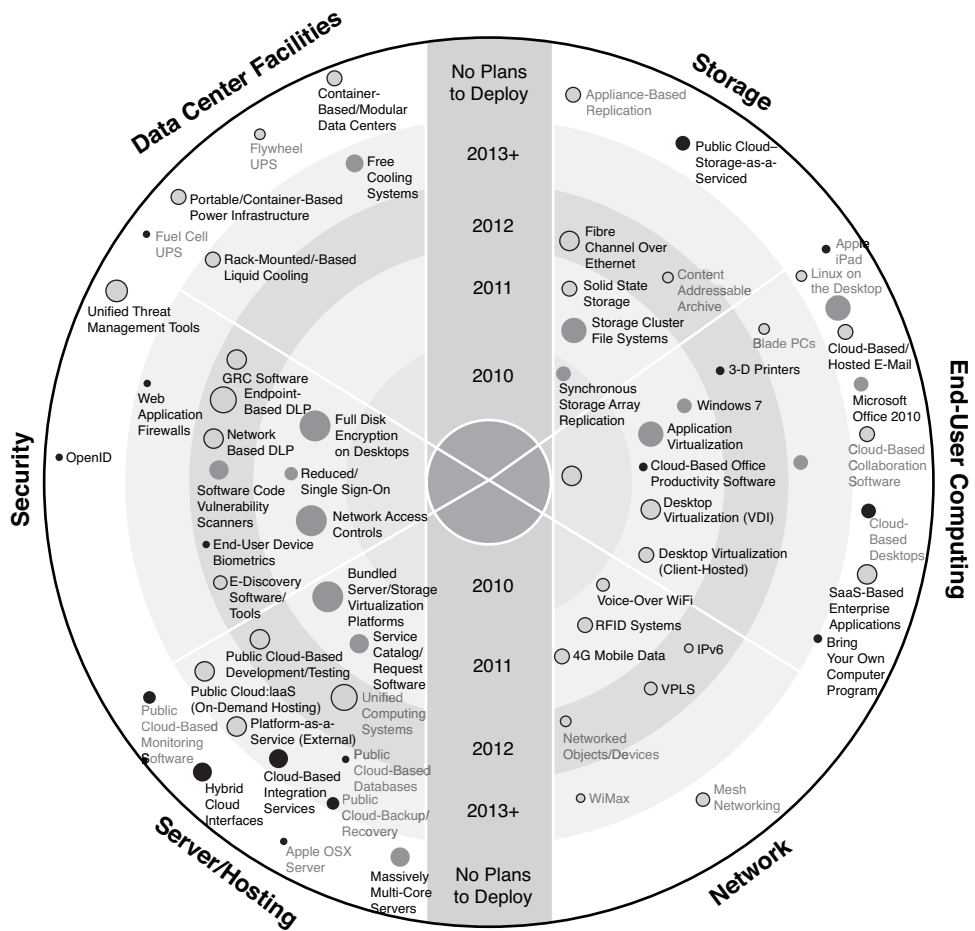 Data Center Facilities
Container-
Based/Modular
Data Centers
Flywheel
UPS
Free
Cooling
Systems
Portable/Container-Based
Power Infrastructure
Fuel Cell
UPS
Rack-Mounted/-Based
Liquid Cooling
No Plans
to Deploy
2013+
2012
2011
2010
Storage
Appliance-Based
Replication
Public Cloud–
Storage-as-a-
Serviced
Fibre
Channel Over
Ethernet
Content
Addressable
Archive
Solid State
Storage
Storage Cluster
File Systems
Synchronous
Storage Array
Replication
Security
Unified Threat
Management Tools
GRC Software
Endpoint-
Based DLP
Web
Application
Firewalls
Full Disk
Encryption
on Desktops
Network
Based DLP
OpenID
Reduced/
Single Sign-On
Software Code
Vulnerability
Scanners
Network Access
Controls
End-User Device
Biometrics
E-Discovery
Software/
Tools
End-User Computing
Apple
iPad
Linux on
the Desktop
Blade PCs
Cloud-Based/
Hosted E-Mail
3-D Printers
Microsoft
Office 2010
Windows 7
Application
Virtualization
Cloud-Based
Collaboration
Software
Cloud-Based Office
Productivity Software
Desktop
Virtualization (VDI)
Cloud-
Based
Desktops
Desktop Virtualization
(Client-Hosted)
SaaS-Based
Enterprise
Applications
Bring
Your Own
Computer
Program
Server/Hosting
Bundled
Server/Storage
Virtualization
Platforms
Service
Catalog/
Request
Software
Public Cloud-Based
Development/Testing
Public Cloud:IaaS
(On-Demand Hosting)
Unified
Computing
Systems
Public
Cloud-Based
Monitoring
Software
Platform-as-a-
Service (External)
Public
Cloud-Based
Databases
Cloud-Based
Integration
Services
Hybrid
Cloud
Interfaces
Public
Cloud-Backup/
Recovery
Apple OSX
Server
Massively
Multi-Core
Servers
2010
2011
2012
2013+
No Plans
to Deploy
Network
Voice-Over WiFi
RFID Systems
4G Mobile Data
IPv6
VPLS
Networked
Objects/Devices
WiMax
Mesh
Networking